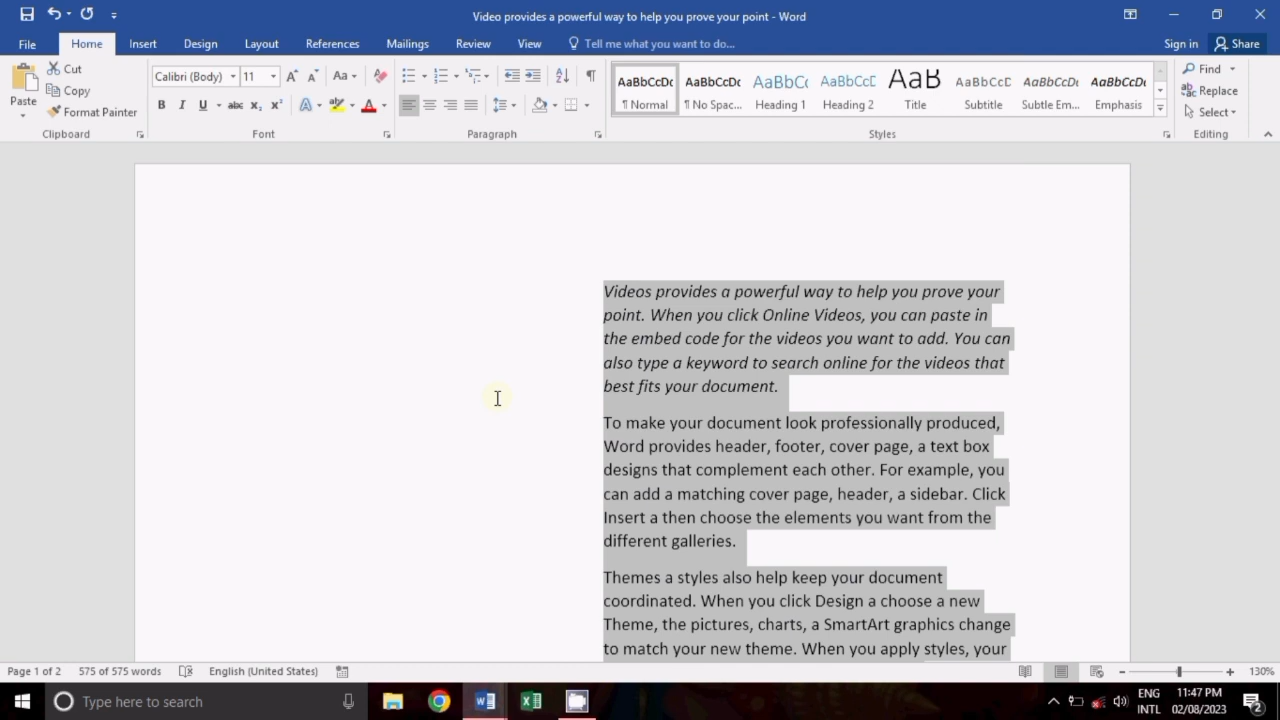 Video provides a powerful way to help you prove your point - Word
File Home Insert Design Layout References Mailings Review View Tell me what you want to do... Sign in Share
Cut
Copy
Format Painter
Paste
Calibri (Body) 11
AaBbCcDc AaBbCcDc AaBbC( AaBbCcD AaB AaBbCcD AaBbCcDt AaBbCcDt
¶ Normal ¶ No Spac... Heading 1 Heading 2 Title Subtitle Subtle Em... Emphasis
Find
Replace
Select
Clipboard Font Paragraph Styles Editing
Videos provides a powerful way to help you prove your
point. When you click Online Videos, you can paste in
the embed code for the videos you want to add. You can
also type a keyword to search online for the videos that
best fits your document.
To make your document look professionally produced,
Word provides header, footer, cover page, a text box
designs that complement each other. For example, you
can add a matching cover page, header, a sidebar. Click
Insert a then choose the elements you want from the
different galleries.
Themes a styles also help keep your document
coordinated. When you click Design a choose a new
Theme, the pictures, charts, a SmartArt graphics change
to match your new theme. When you apply styles, your
Page 1 of 2 575 of 575 words English (United States) 130%
Type here to search
ENG
INTL
11:47 PM
02/08/2023
2